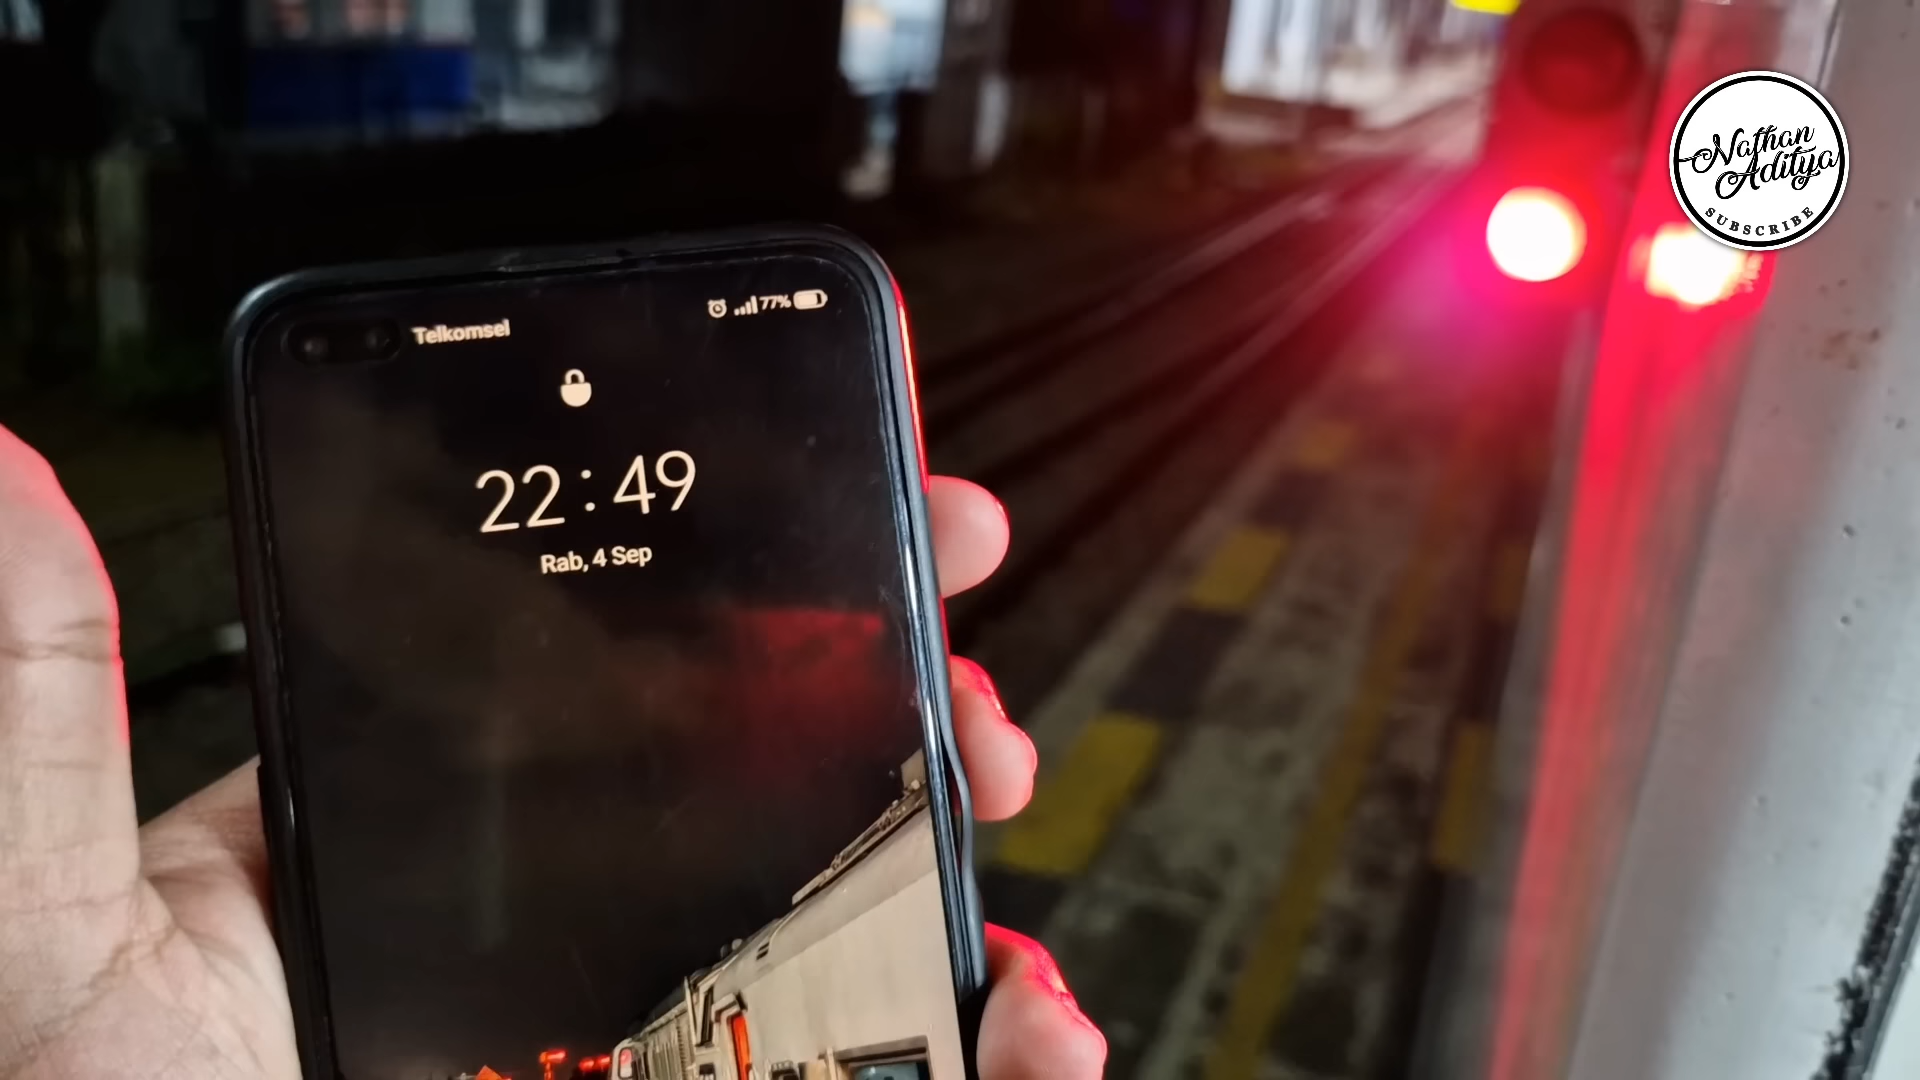 Nathan
Aditya
SUBSCRIBE
Telkomsel
77%
22:49
Rab, 4 Sep